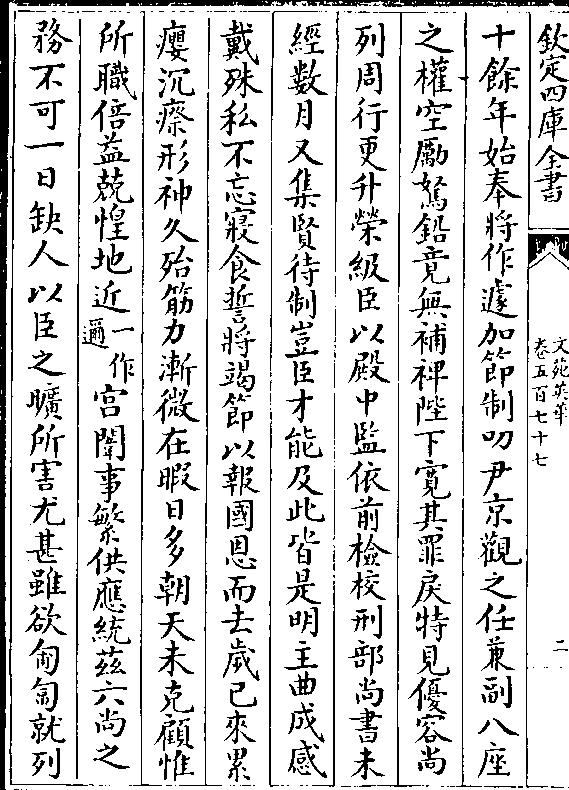 欽定四庫全書
文苑英華
卷五百七十七
二
十餘年始奉將作遽加節制叨尹京觀之任兼副八座
之權空勵駑鉛竟無補裨陛下寛其罪戾特見優容尚
列周行更升榮級臣以殿中監依前檢校刑部尚書未
經數月又集賢待制豈臣才能及此皆是明主曲成感
戴殊私不忘寢食誓將竭節以報國恩而去歲已來累
癭沉瘵形神久殆筋力漸微在暇日多朝天未克顧惟
所職倍益兢惶地近一作邇宮闈事繁供應統兹六尚之
務不可一日缺人以臣之曠所害尤甚雖欲匍匐就列